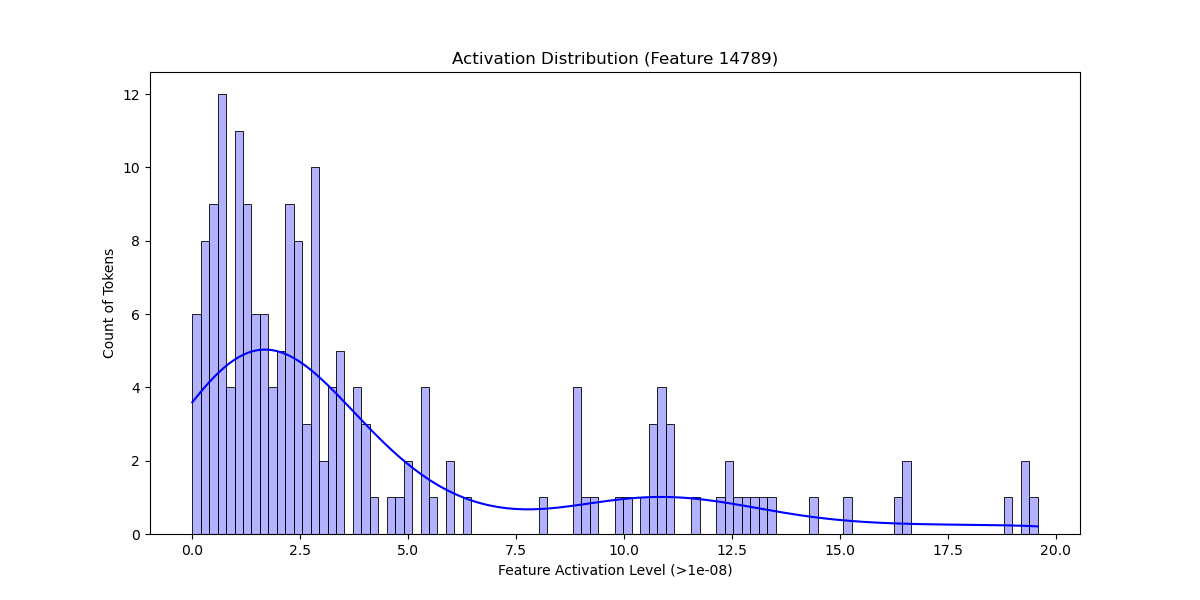 Activation Distribution (Feature 14789)
12
10
8
6
4
2
0
Count of Tokens
0.0 2.5 5.0 7.5 10.0 12.5 15.0 17.5 20.0
Feature Activation Level (>1e-08)